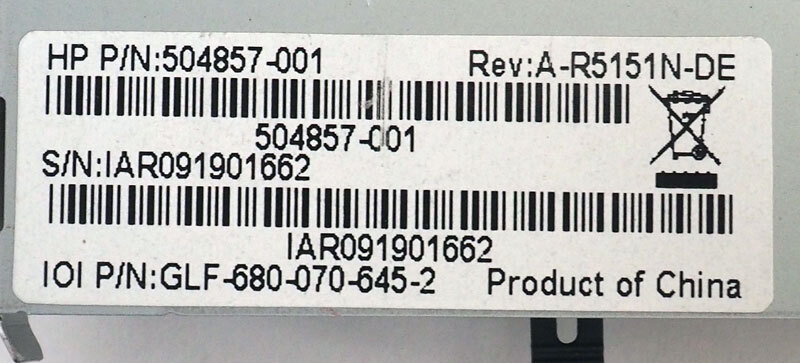 HP P/N:504857-001 Rev:A-R5151N-DE
504857-001
S/N:IAR091901662
IAR091901662
IOI P/N:GLF-680-070-645-2 Product of China